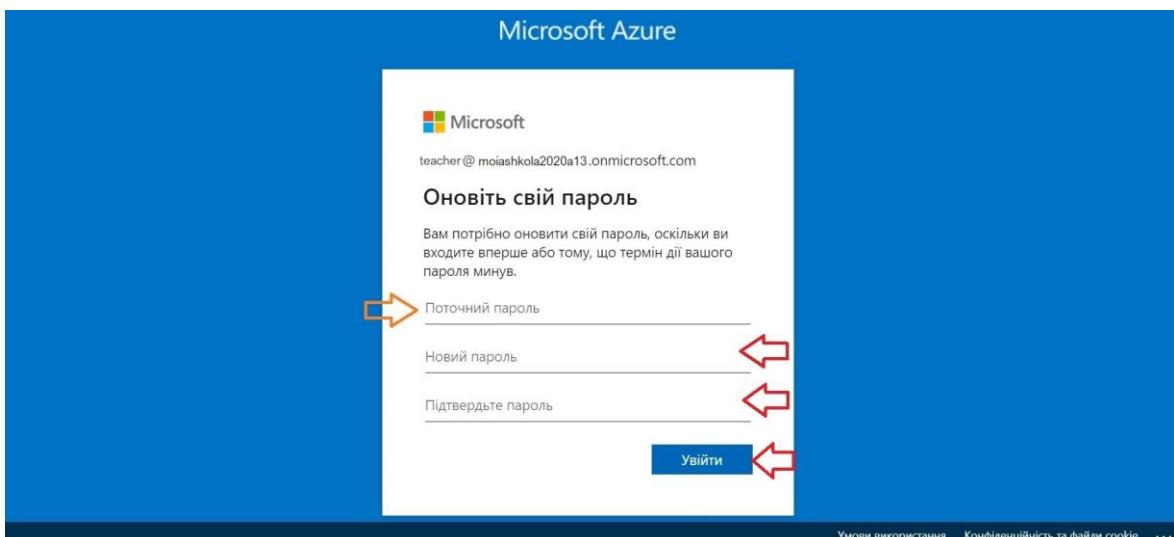 Microsoft Azure
Microsoft
teacher@ moiashkola2020a13.onmicrosoft.com
Оновіть свій пароль
Вам потрібно оновити свій пароль, оскільки ви
входите вперше або тому, що термін дії вашого
пароля минув.
Поточний пароль
Новий пароль
Підтвердьте пароль
Увійти
Умови використання Конфіденційність та файли cookie ...